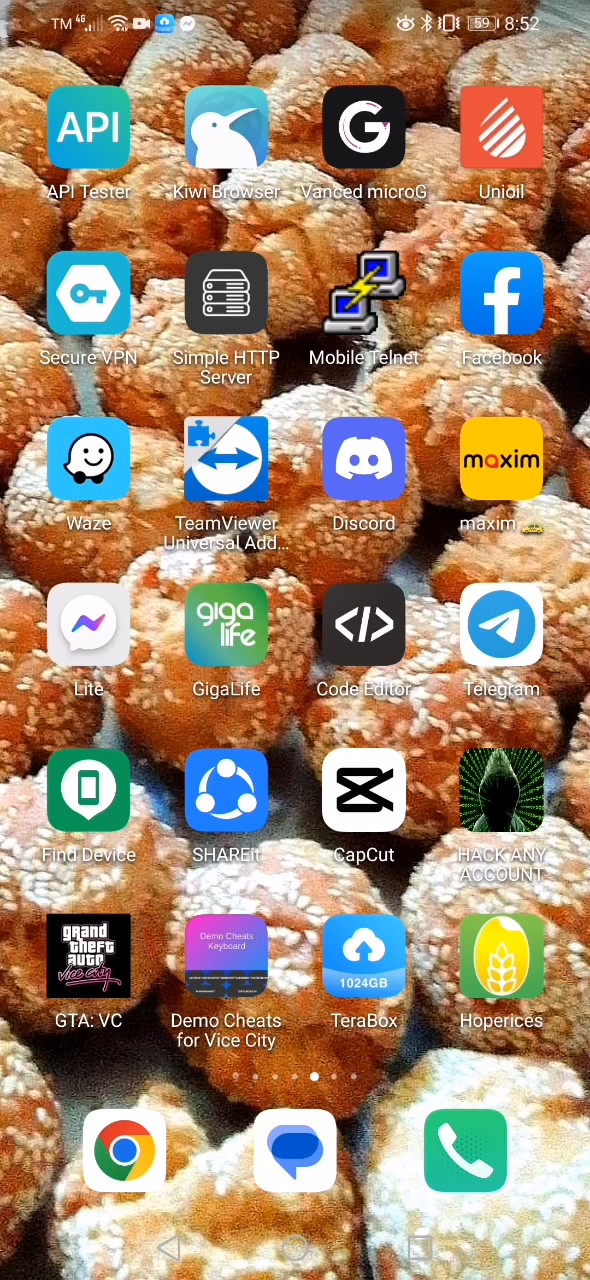 TM 4G 59 8:52
API G
API Tester Kiwi Browser Vanced microG Unioil
Secure VPN Simple HTTP Mobile Telnet Facebook
Server
maxim
Waze TeamViewer Discord maxim 🚕
Universal Add...
giga
life </>
Lite GigaLife Code Editor Telegram
Find Device SHAREit CapCut HACK ANY
ACCOUNT
grand
theft
auto
vice city
Demo Cheats
Keyboard
1024GB
GTA: VC Demo Cheats TeraBox Hoperices
for Vice City